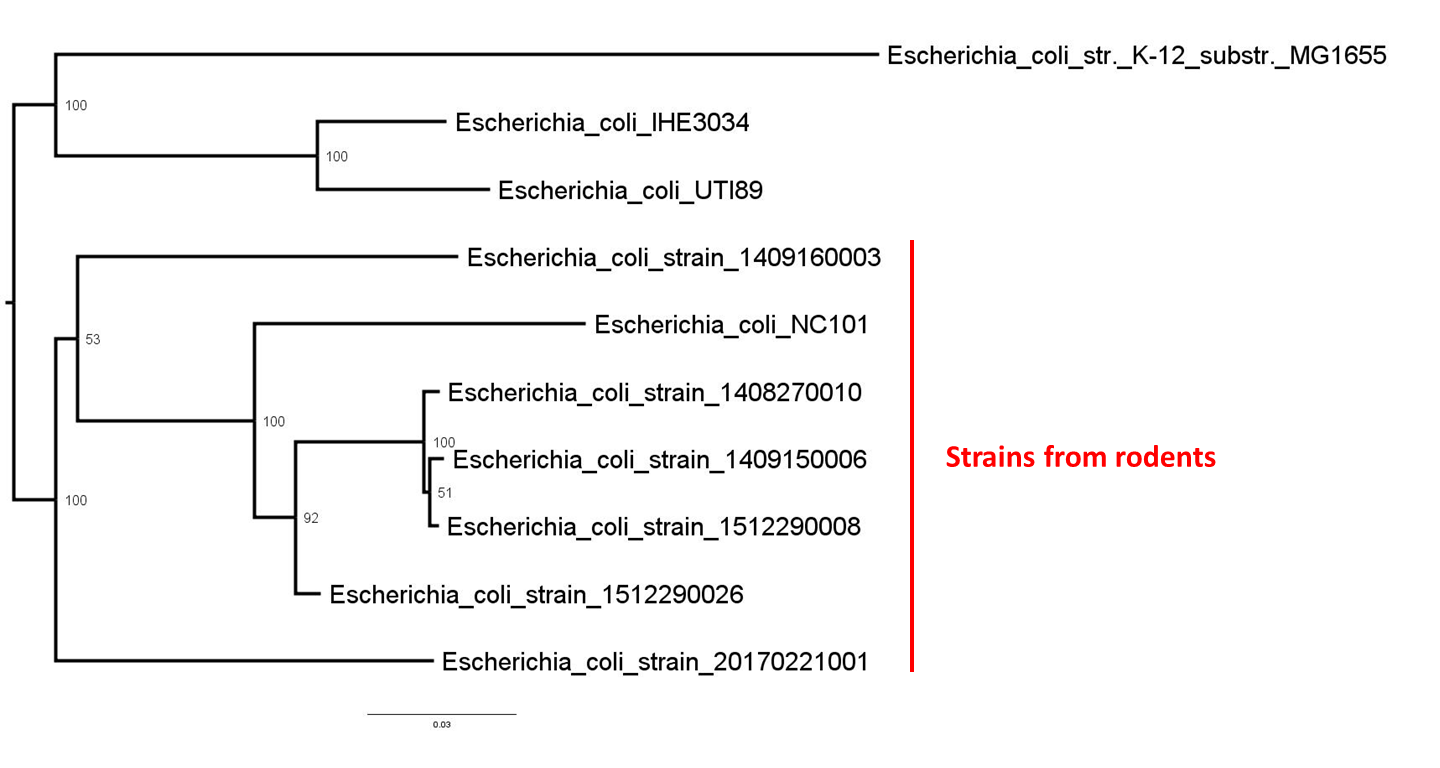 Escherichia_coli_str._K-12_substr._MG1655
100
Escherichia_coli_IHE3034
100
Escherichia_coli_UTI89
Escherichia_coli_strain_1409160003
Escherichia_coli_NC101
53
Escherichia_coli_strain_1408270010
100
100
Escherichia_coli_strain_1409150006
Strains from rodents
51
100
92
Escherichia_coli_strain_1512290008
Escherichia_coli_strain_1512290026
Escherichia_coli_strain_20170221001
0.03